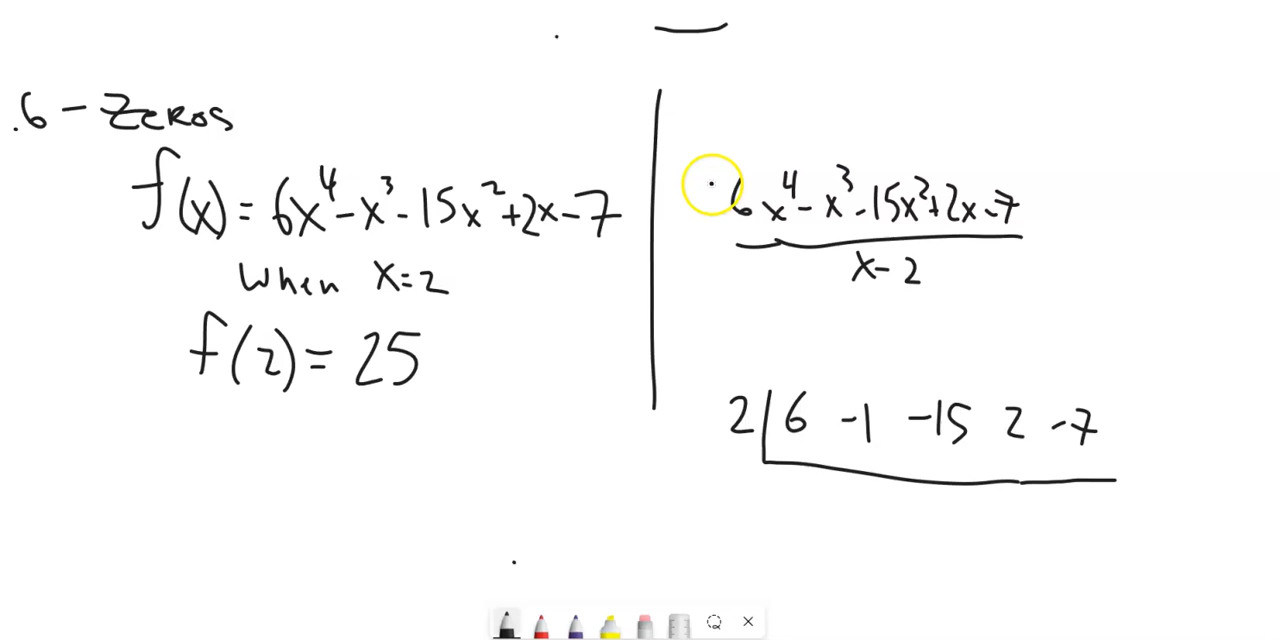 .6 - ZEROS
f(x) = 6x⁴ - x³ - 15x² + 2x - 7
When x = 2
f(2) = 25
6x⁴ - x³ - 15x² + 2x - 7
x - 2
2 | 6 -1 -15 2 -7